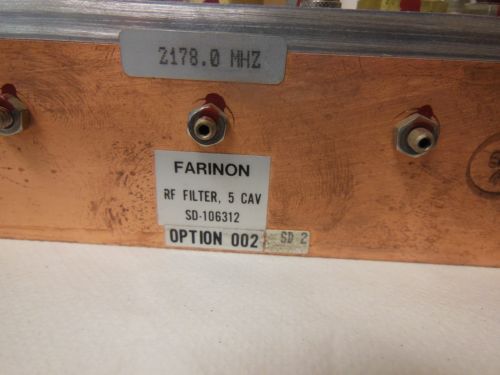 2178.0 MHZ
FARINON
RF FILTER, 5 CAV
SD-106312
OPTION 002 SD 2